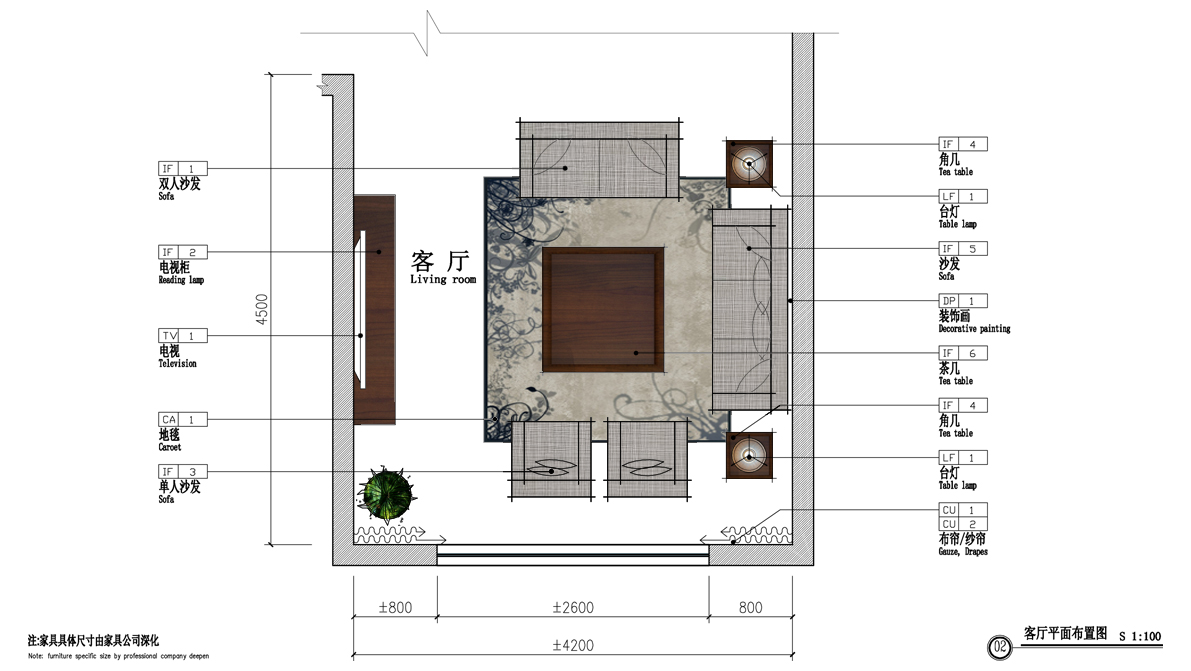 IF 1
双人沙发
Sofa
IF 2
电视柜
Reading lamp
TV 1
电视
Television
CA 1
地毯
Caroet
IF 3
单人沙发
Sofa
4500
客 厅
Living room
IF 4
角几
Tea table
LF 1
台灯
Table lamp
IF 5
沙发
Sofa
DP 1
装饰画
Decorative painting
IF 6
茶几
Tea table
IF 4
角几
Tea table
LF 1
台灯
Table lamp
CU 1
CU 2
布帘/纱帘
Gauze, Drapes
±800
±2600
800
±4200
注:家具具体尺寸由家具公司深化
Note: furniture specific size by professional company deepen
02
客厅平面布置图 S 1:100